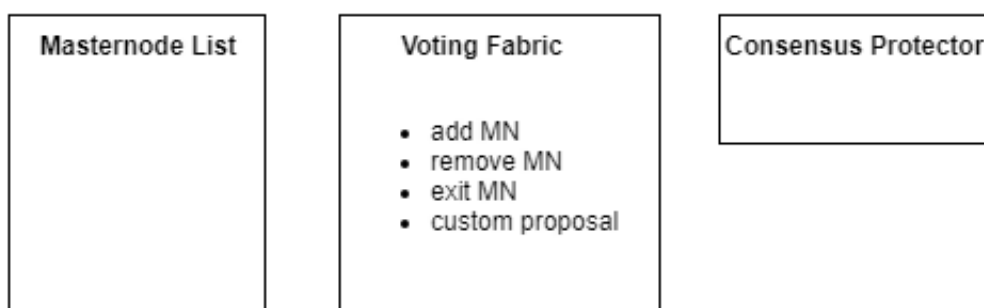 Masternode List
Voting Fabric
• add MN
• remove MN
• exit MN
• custom proposal
Consensus Protector